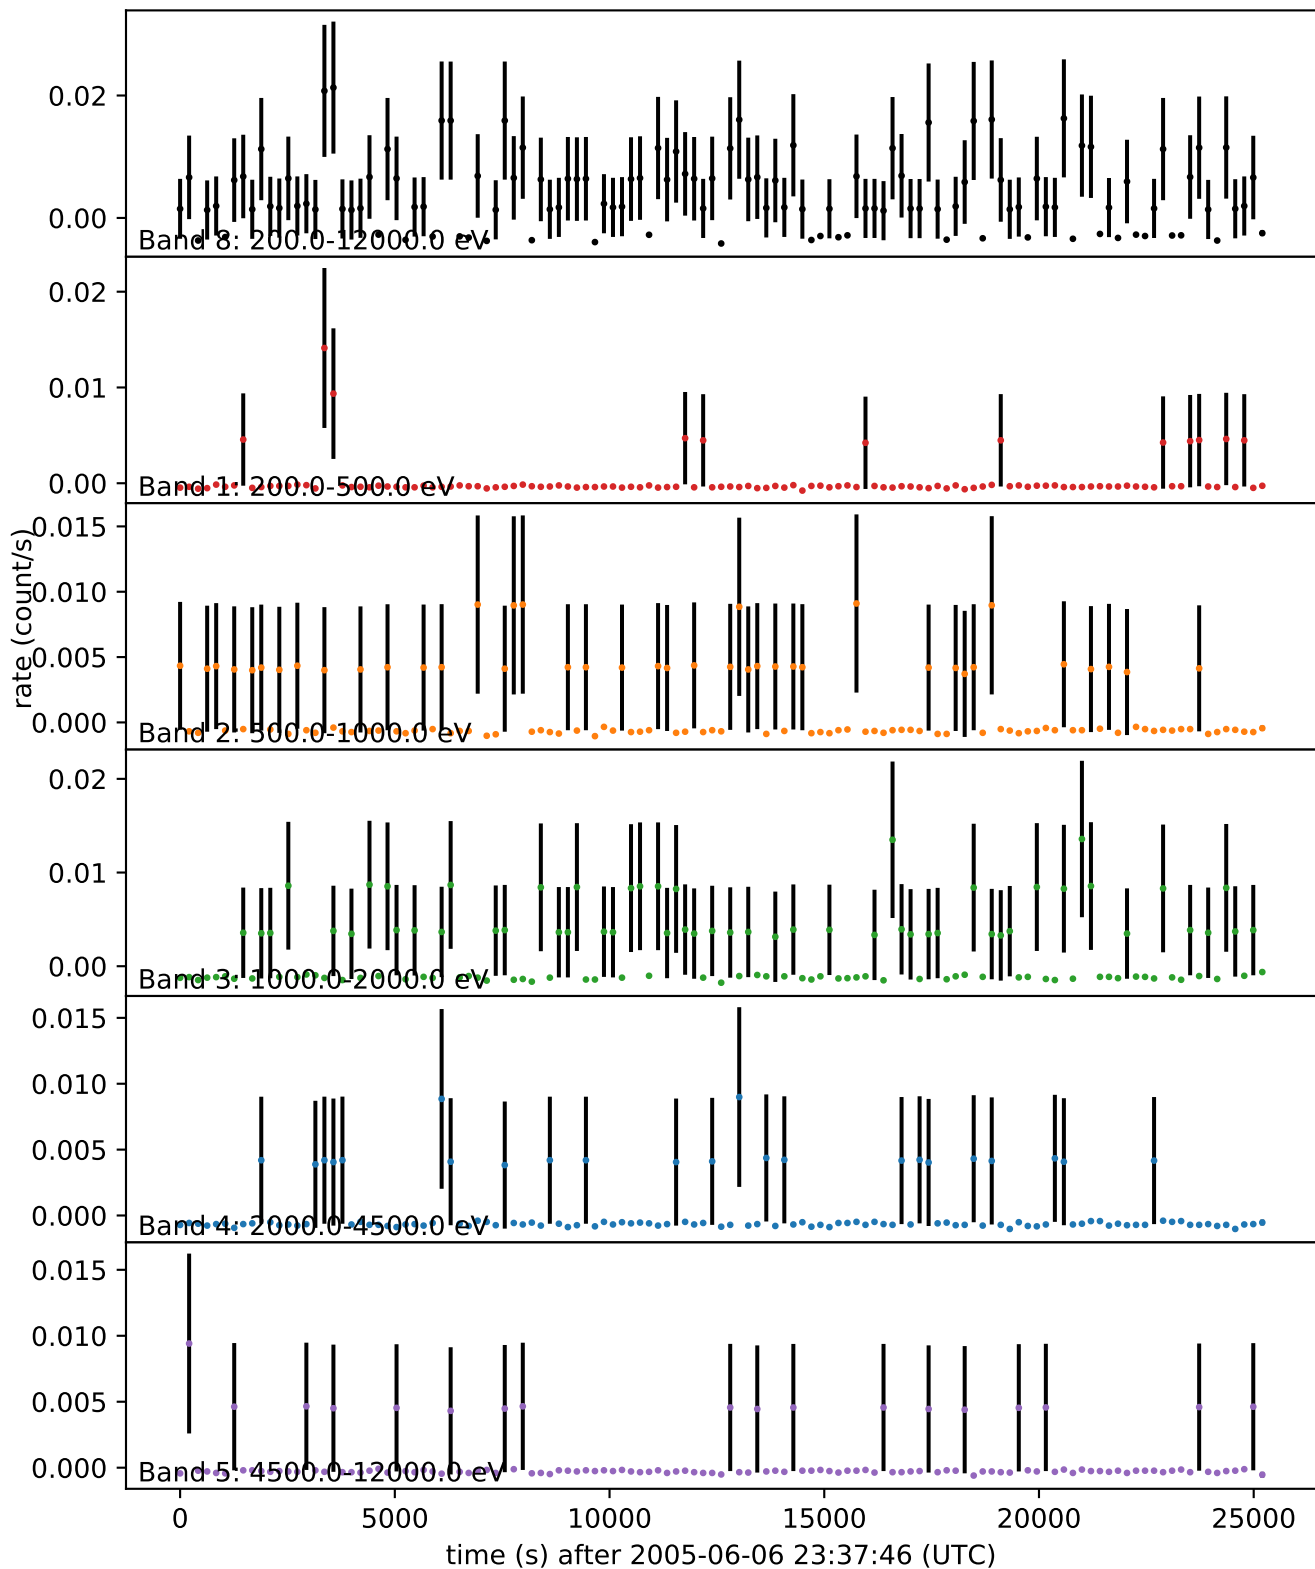 0.02
0.00
Band 8: 200.0-12000.0 eV
0.02
0.01
0.00
Band 1: 200.0-500.0 eV
rate (count/s)
0.015
0.010
0.005
0.000
Band 2: 500.0-1000.0 eV
0.02
0.01
0.00
Band 3: 1000.0-2000.0 eV
0.015
0.010
0.005
0.000
Band 4: 2000.0-4500.0 eV
0.015
0.010
0.005
0.000
Band 5: 4500.0-12000.0 eV
0 5000 10000 15000 20000 25000
time (s) after 2005-06-06 23:37:46 (UTC)